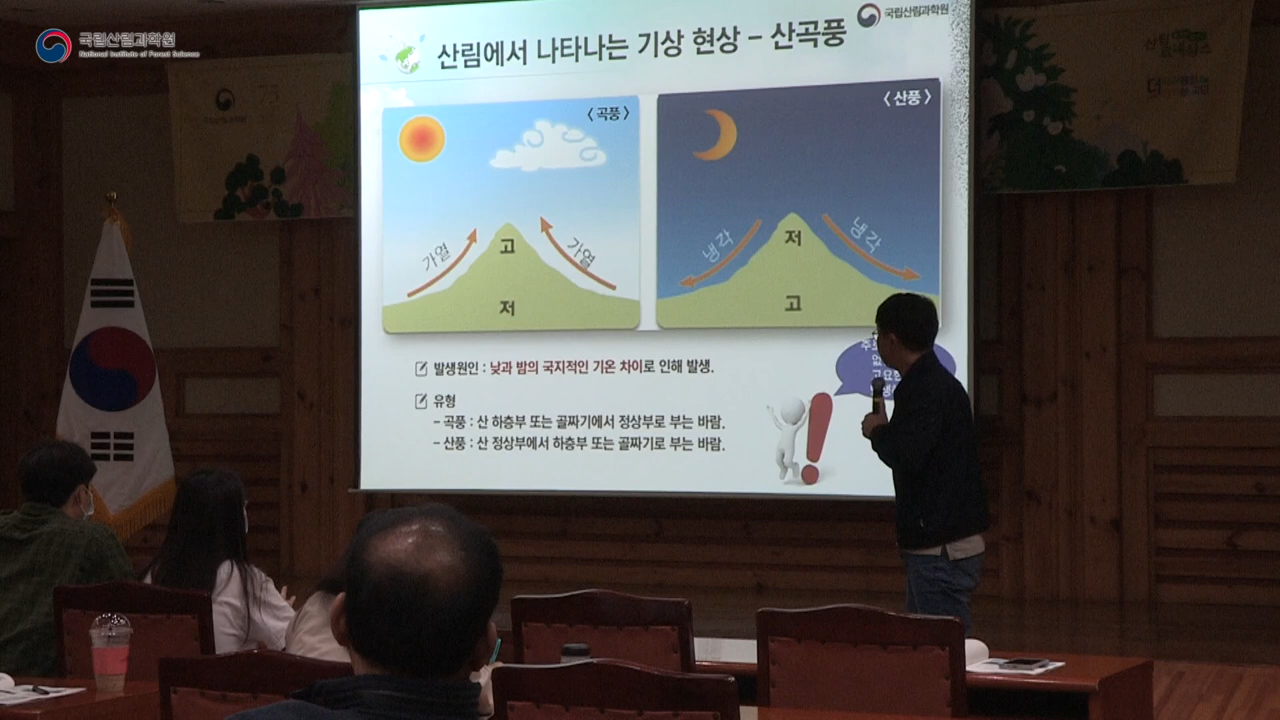 국립산림과학원
National Institute of Forest Science
국립산림과학원
산림에서 나타나는 기상 현상 – 산곡풍
< 곡풍 >
가열
가열
고
저
< 산풍 >
냉각
냉각
저
고
발생원인 : 낮과 밤의 국지적인 기온 차이로 인해 발생.
유형
– 곡풍 : 산 하층부 또는 골짜기에서 정상부로 부는 바람.
– 산풍 : 산 정상부에서 하층부 또는 골짜기로 부는 바람.
산림
더